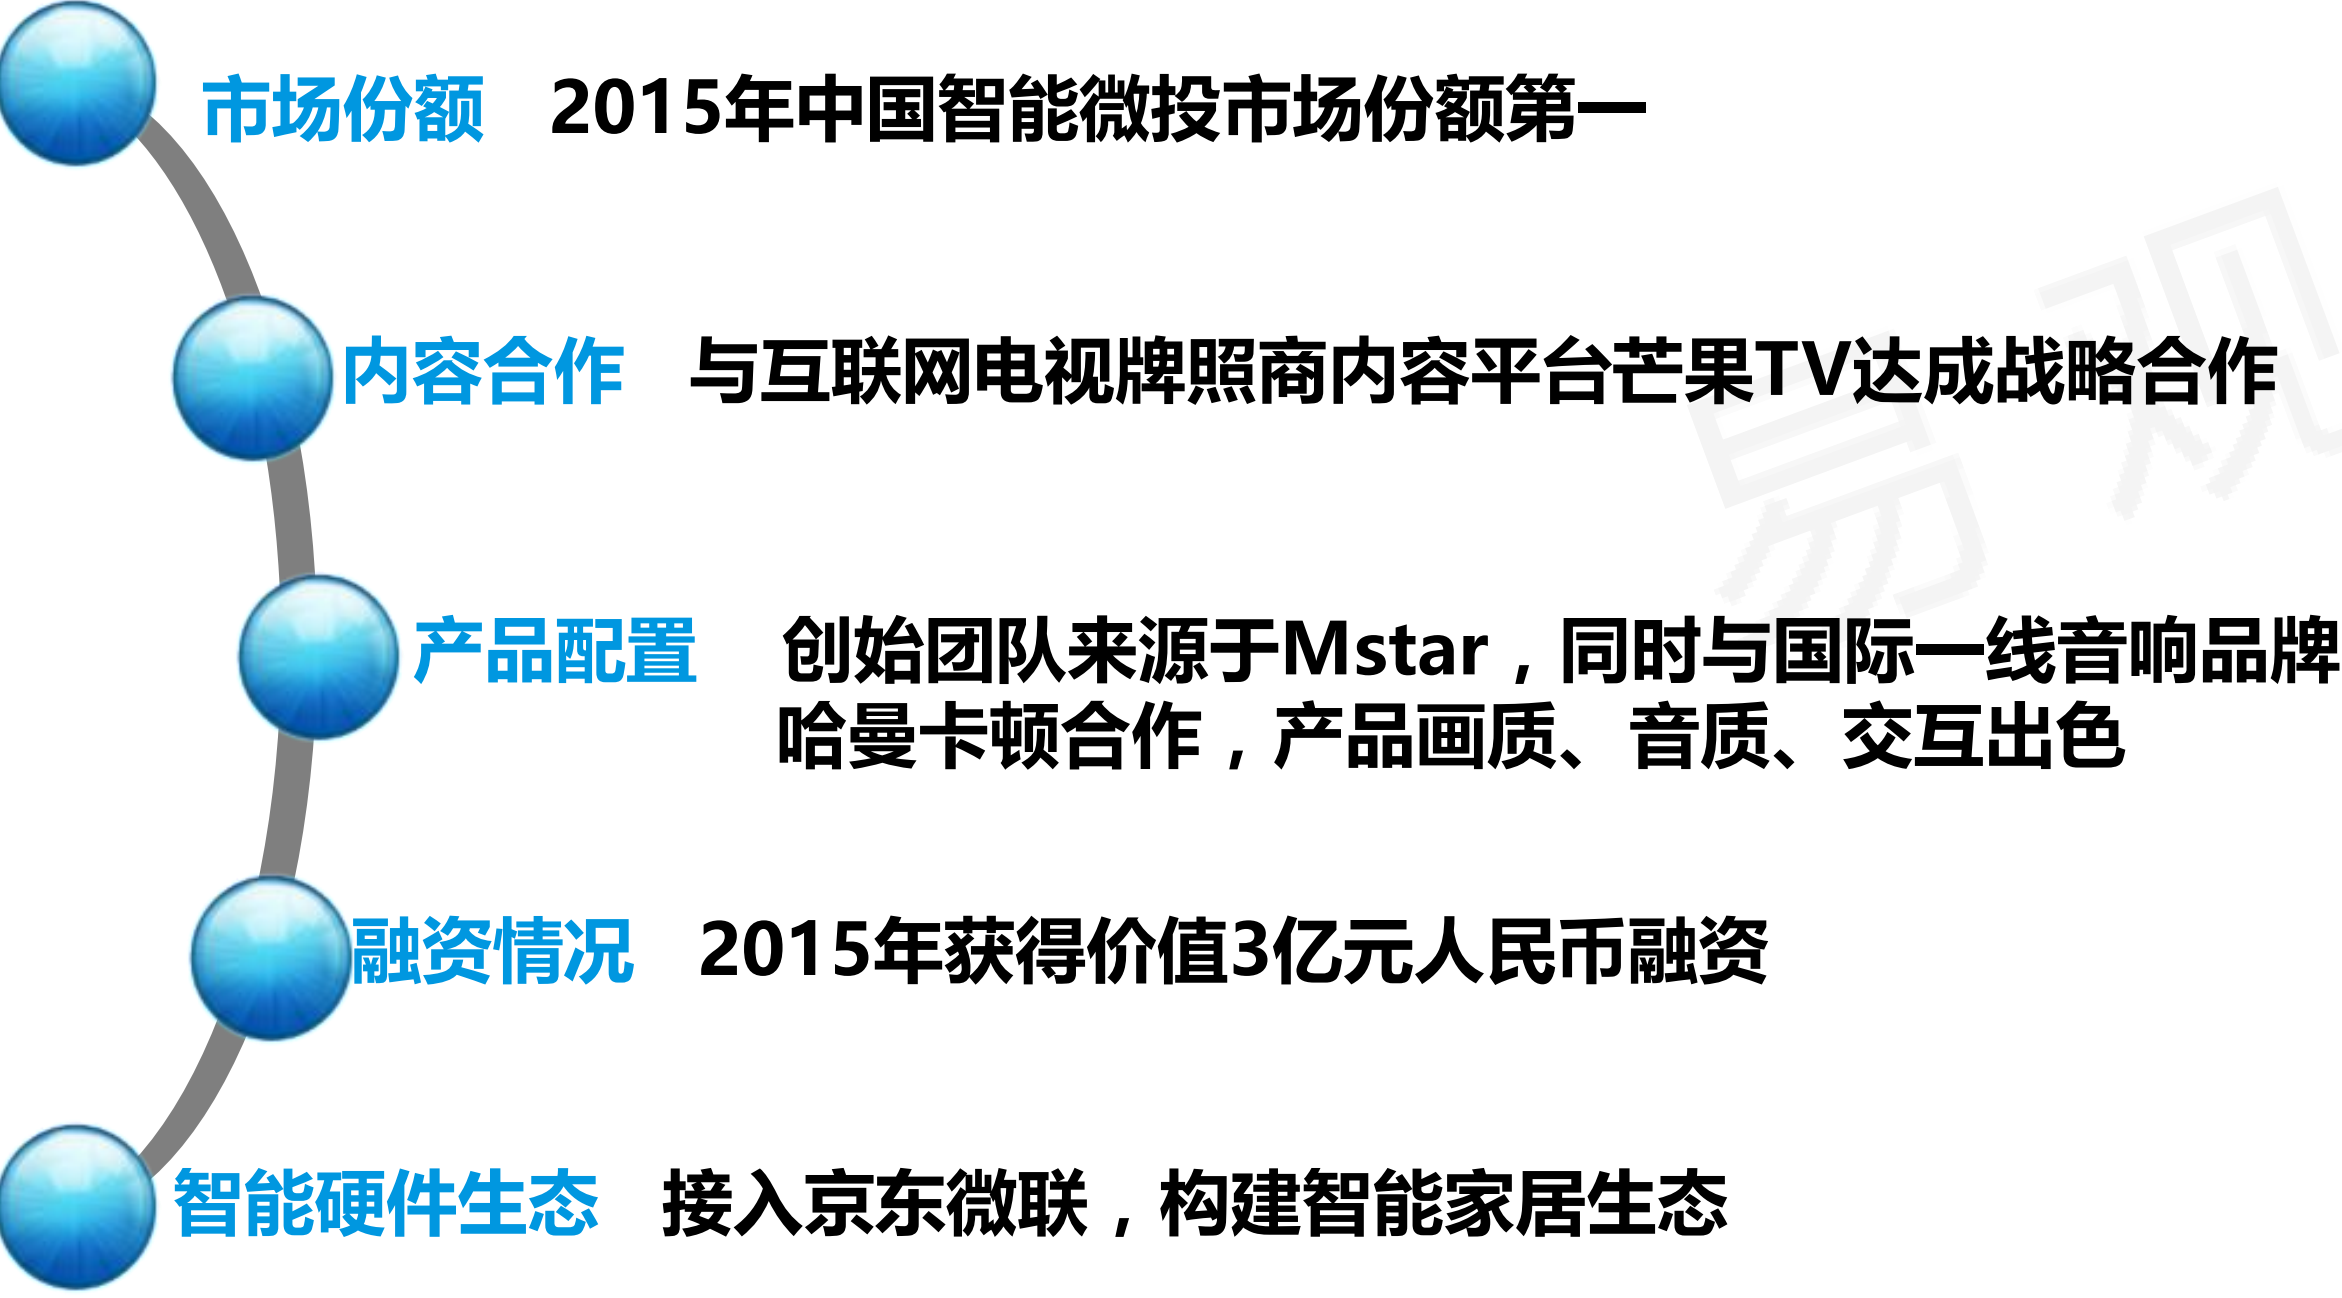 市场份额 2015年中国智能微投市场份额第一
内容合作 与互联网电视牌照商内容平台芒果TV达成战略合作
产品配置 创始团队来源于Mstar，同时与国际一线音响品牌
哈曼卡顿合作，产品画质、音质、交互出色
融资情况 2015年获得价值3亿元人民币融资
智能硬件生态 接入京东微联，构建智能家居生态
易观